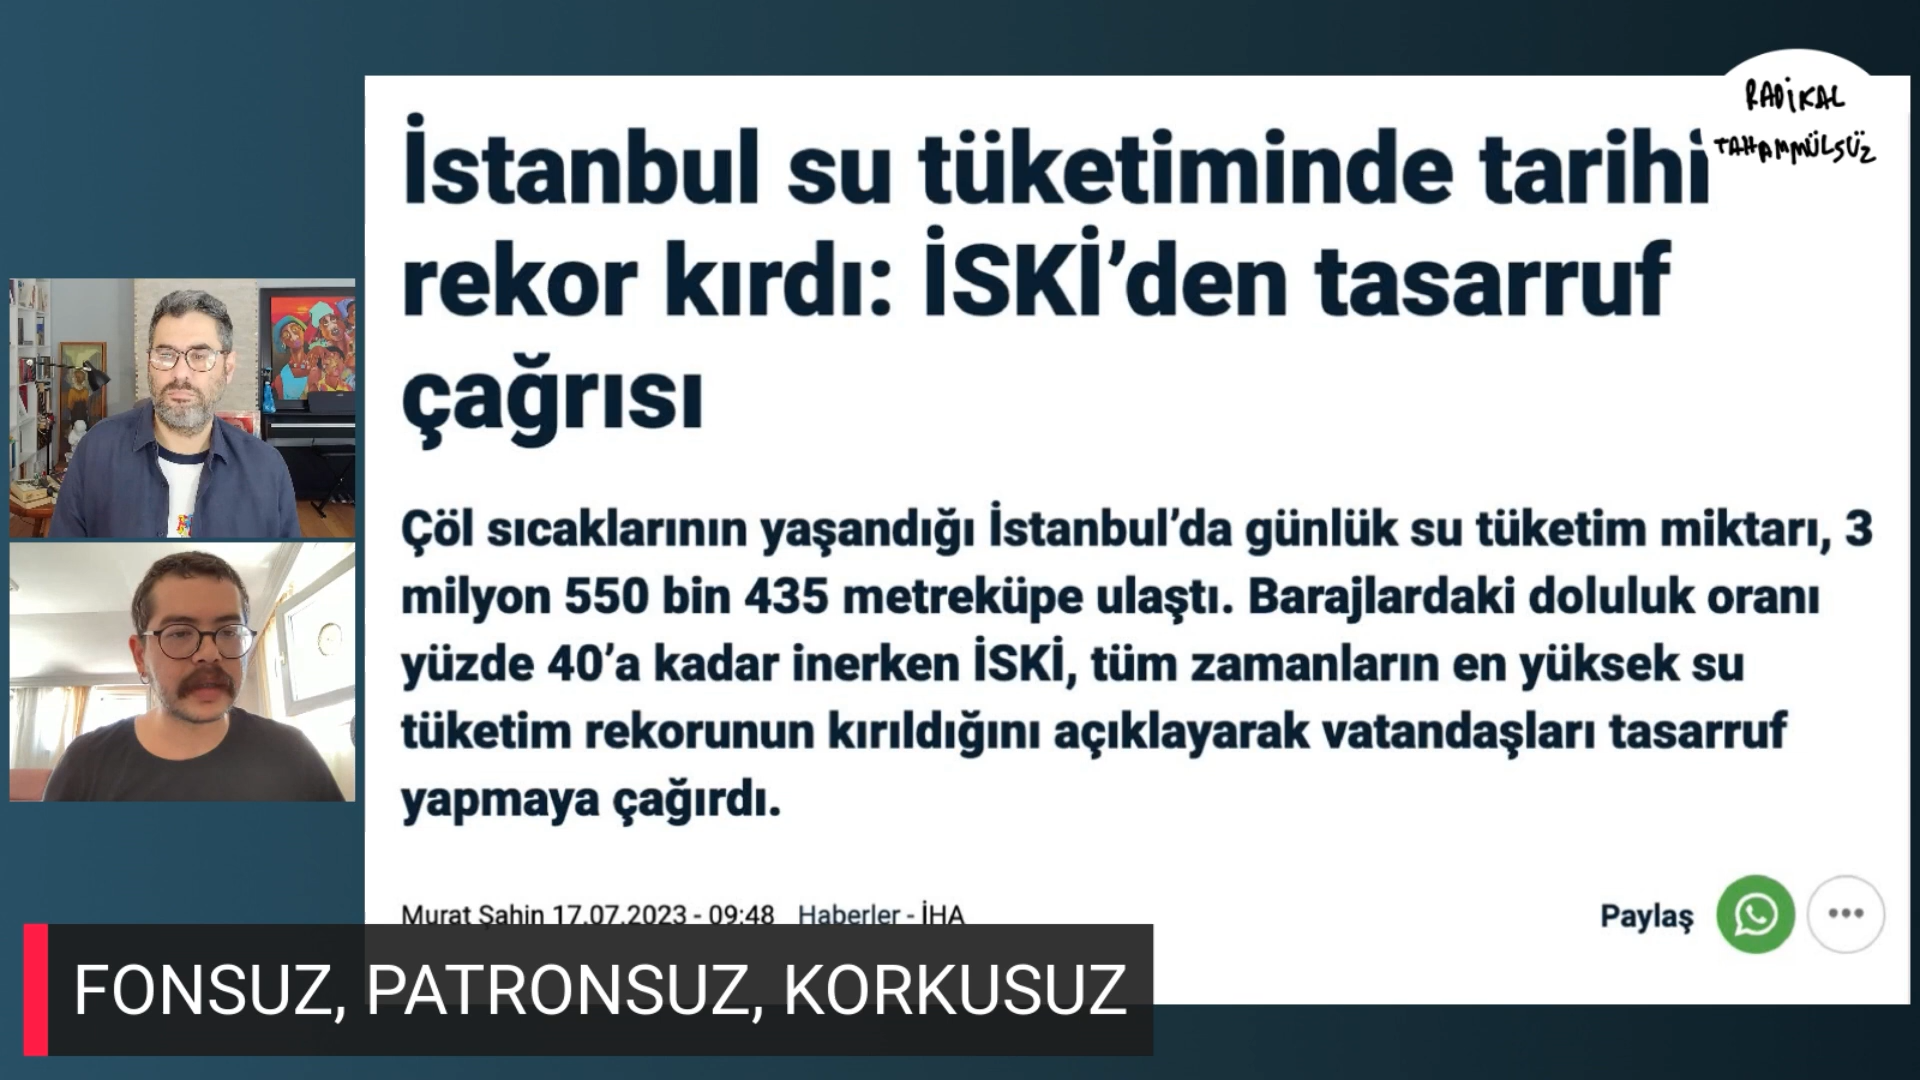 RADİKAL
TAHAMMÜLSÜZ
İstanbul su tüketiminde tarihi
rekor kırdı: İSKİ’den tasarruf
çağrısı
Çöl sıcaklarının yaşandığı İstanbul’da günlük su tüketim miktarı, 3
milyon 550 bin 435 metreküpe ulaştı. Barajlardaki doluluk oranı
yüzde 40’a kadar inerken İSKİ, tüm zamanların en yüksek su
tüketim rekorunun kırıldığını açıklayarak vatandaşları tasarruf
yapmaya çağırdı.
Murat Şahin 17.07.2023 - 09:48 Haberler - İHA
Paylaş
FONSUZ, PATRONSUZ, KORKUSUZ